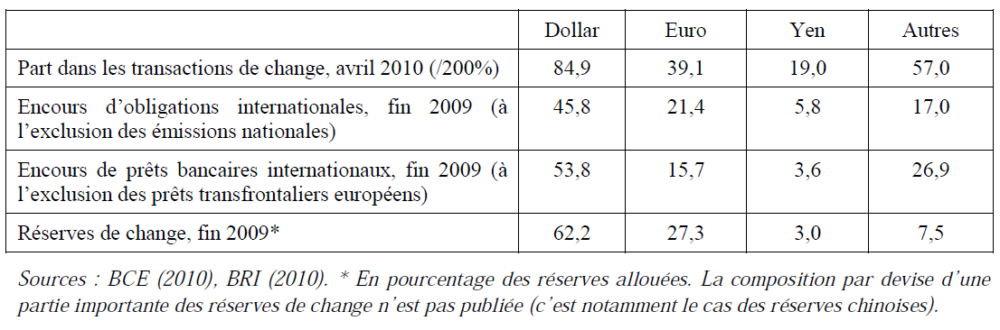 Dollar Euro Yen Autres
Part dans les transactions de change, avril 2010 (/200%) 84,9 39,1 19,0 57,0
Encours d’obligations internationales, fin 2009 (à 45,8 21,4 5,8 17,0
l’exclusion des émissions nationales)
Encours de prêts bancaires internationaux, fin 2009 (à 53,8 15,7 3,6 26,9
l’exclusion des prêts transfrontaliers européens)
Réserves de change, fin 2009* 62,2 27,3 3,0 7,5
Sources : BCE (2010), BRI (2010). * En pourcentage des réserves allouées. La composition par devise d’une
partie importante des réserves de change n’est pas publiée (c’est notamment le cas des réserves chinoises).